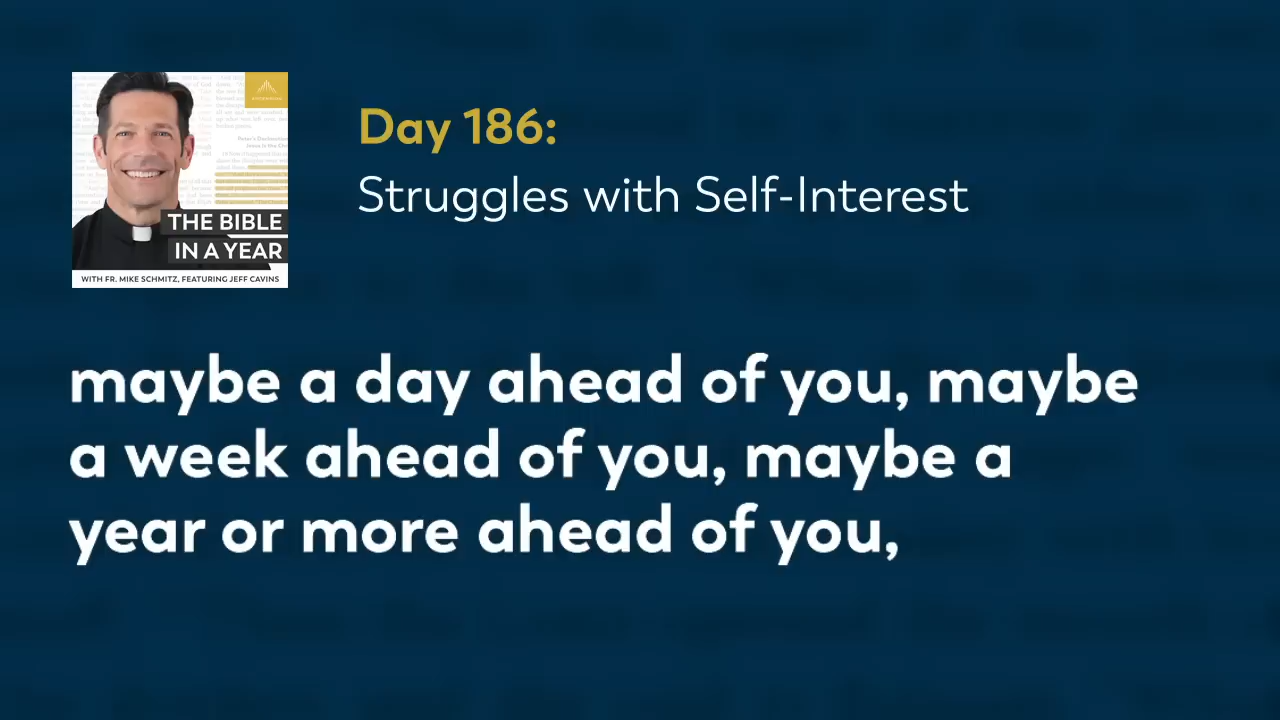 Day 186:
Struggles with Self-Interest
THE BIBLE
IN A YEAR
WITH FR. MIKE SCHMITZ, FEATURING JEFF CAVINS
maybe a day ahead of you, maybe
a week ahead of you, maybe a
year or more ahead of you,